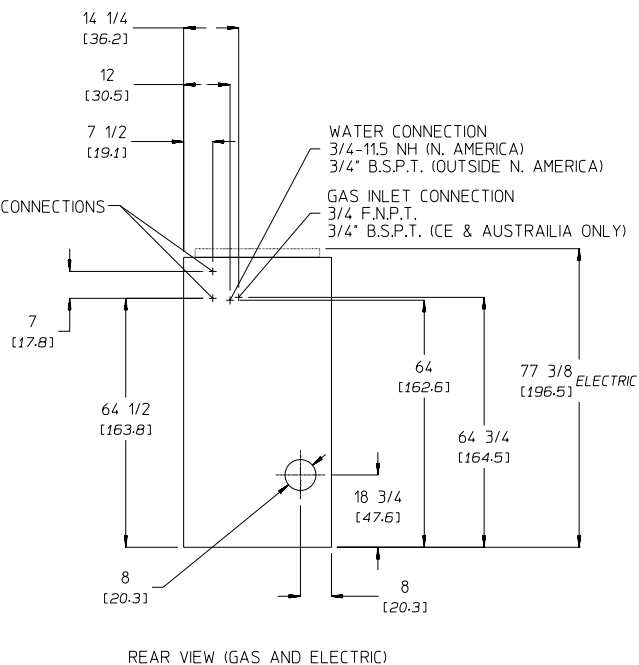 14 1/4
[36.2]
12
[30.5]
7 1/2
[19.1]
WATER CONNECTION
3/4-11.5 NH (N. AMERICA)
3/4" B.S.P.T. (OUTSIDE N. AMERICA)
GAS INLET CONNECTION
3/4 F.N.P.T.
3/4" B.S.P.T. (CE & AUSTRAILIA ONLY)
CONNECTIONS
7
[17.8]
64 1/2
[163.8]
64
[162.6]
77 3/8
[196.5]
ELECTRIC
64 3/4
[164.5]
18 3/4
[47.6]
8
[20.3]
8
[20.3]
REAR VIEW (GAS AND ELECTRIC)